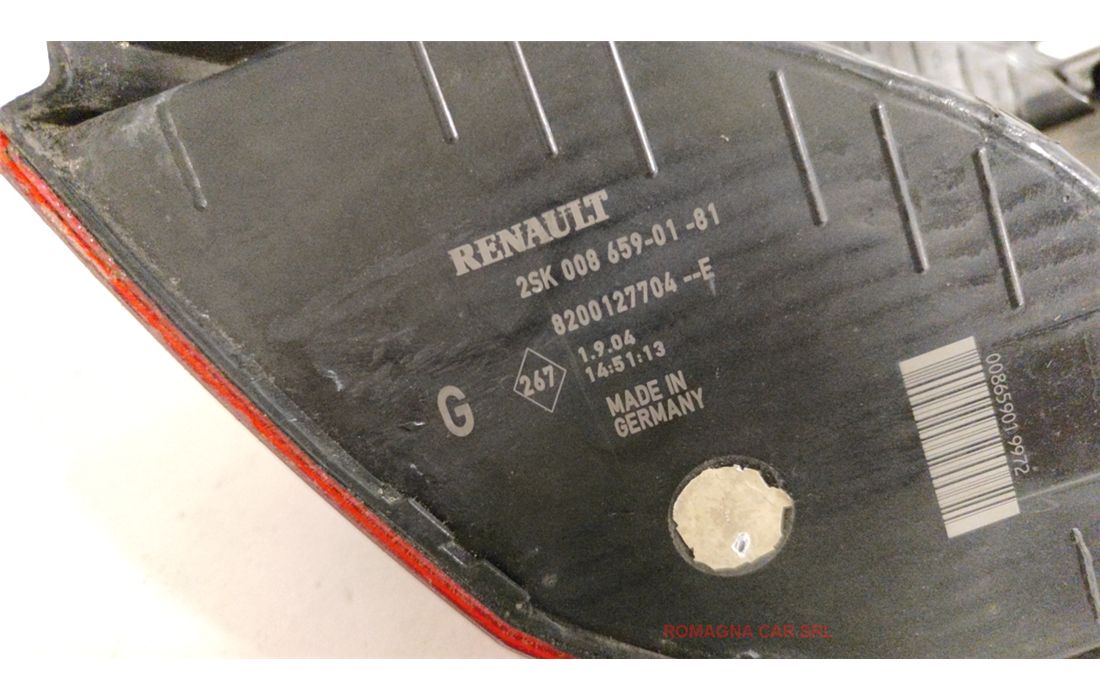 RENAULT
2SK 008 659-01 -81
8200127704 --E
267
1.9.04
14:51:13
MADE IN
GERMANY
G
008659019972
ROMAGNA CAR SRL